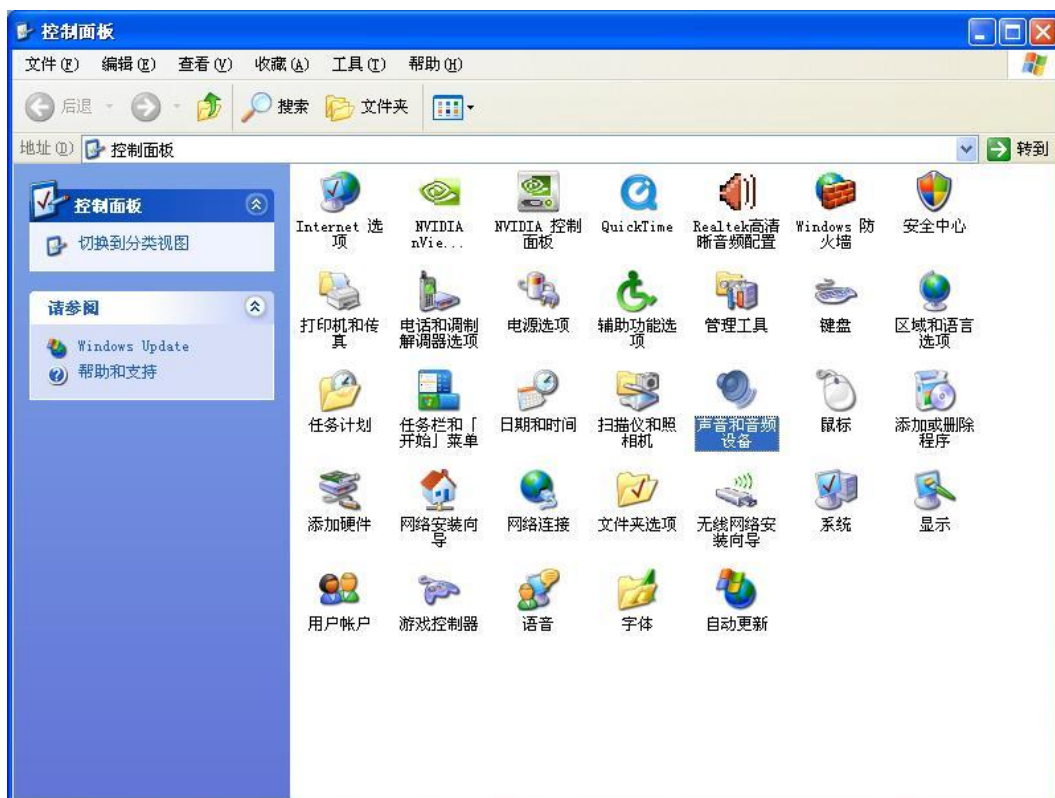 控制面板
文件(F) 编辑(E) 查看(V) 收藏(A) 工具(T) 帮助(H)
后退 搜索 文件夹
地址(D) 控制面板 转到
控制面板
切换到分类视图
请参阅
Windows Update
帮助和支持
Internet 选
项
NVIDIA
nVie...
NVIDIA 控制
面板
QuickTime
Realtek高清
晰音频配置
Windows 防
火墙
安全中心
打印机和传
真
电话和调制
解调器选项
电源选项
辅助功能选
项
管理工具
键盘
区域和语言
选项
任务计划
任务栏和「
开始」菜单
日期和时间
扫描仪和照
相机
声音和音频
设备
鼠标
添加或删除
程序
添加硬件
网络安装向
导
网络连接
文件夹选项
无线网络安
装向导
系统
显示
用户帐户
游戏控制器
语音
字体
自动更新